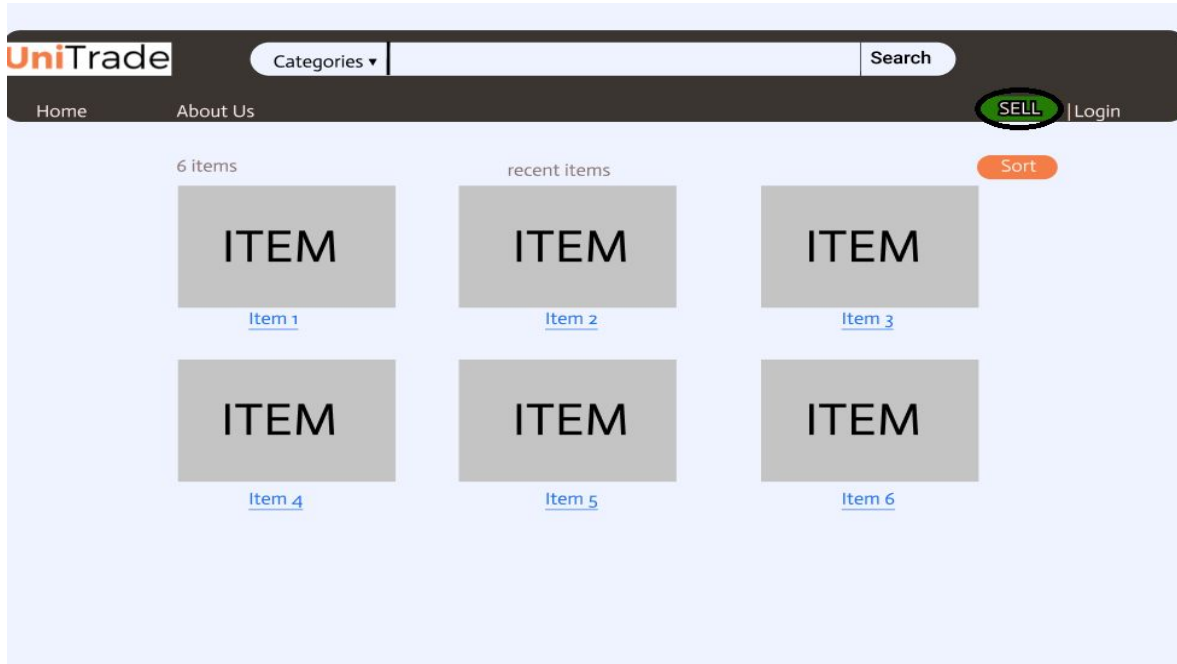 UniTrade Categories ▾ Search
Home About Us SELL |Login
6 items recent items Sort
ITEM ITEM ITEM
Item 1 Item 2 Item 3
ITEM ITEM ITEM
Item 4 Item 5 Item 6